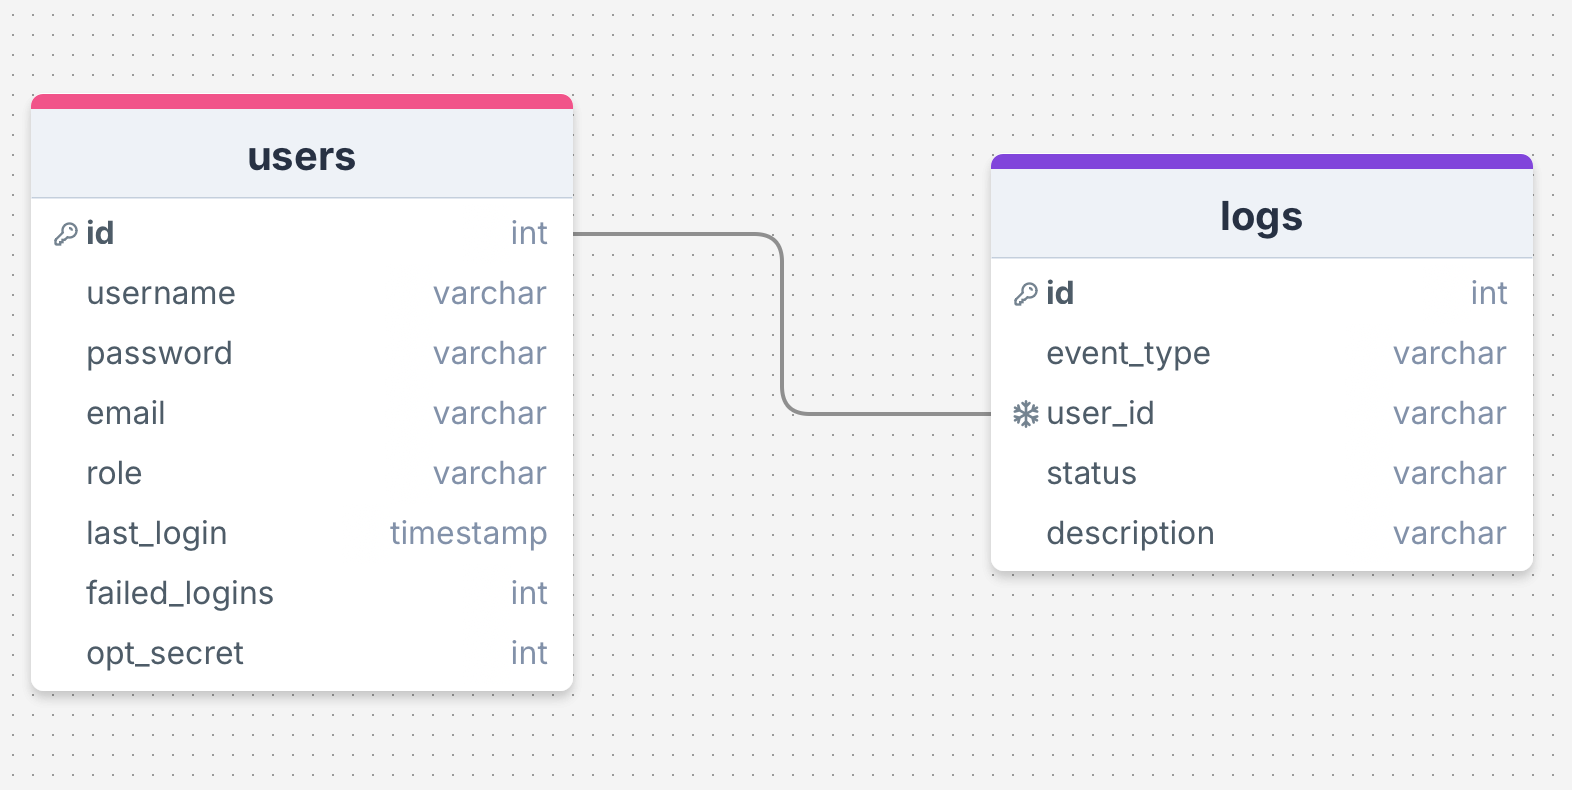 users
id int
username varchar
password varchar
email varchar
role varchar
last_login timestamp
failed_logins int
opt_secret int
logs
id int
event_type varchar
user_id varchar
status varchar
description varchar